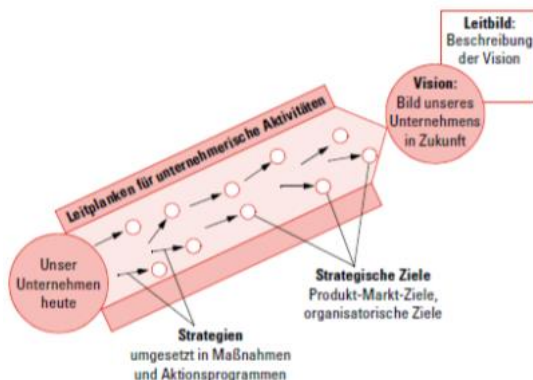 Leitbild:
Beschreibung
der Vision
Vision:
Bild unseres
Unternehmens
in Zukunft
Leitplanken für unternehmerische Aktivitäten
Unser
Unternehmen
heute
Strategische Ziele
Produkt-Markt-Ziele,
organisatorische Ziele
Strategien
umgesetzt in Maßnahmen
und Aktionsprogrammen